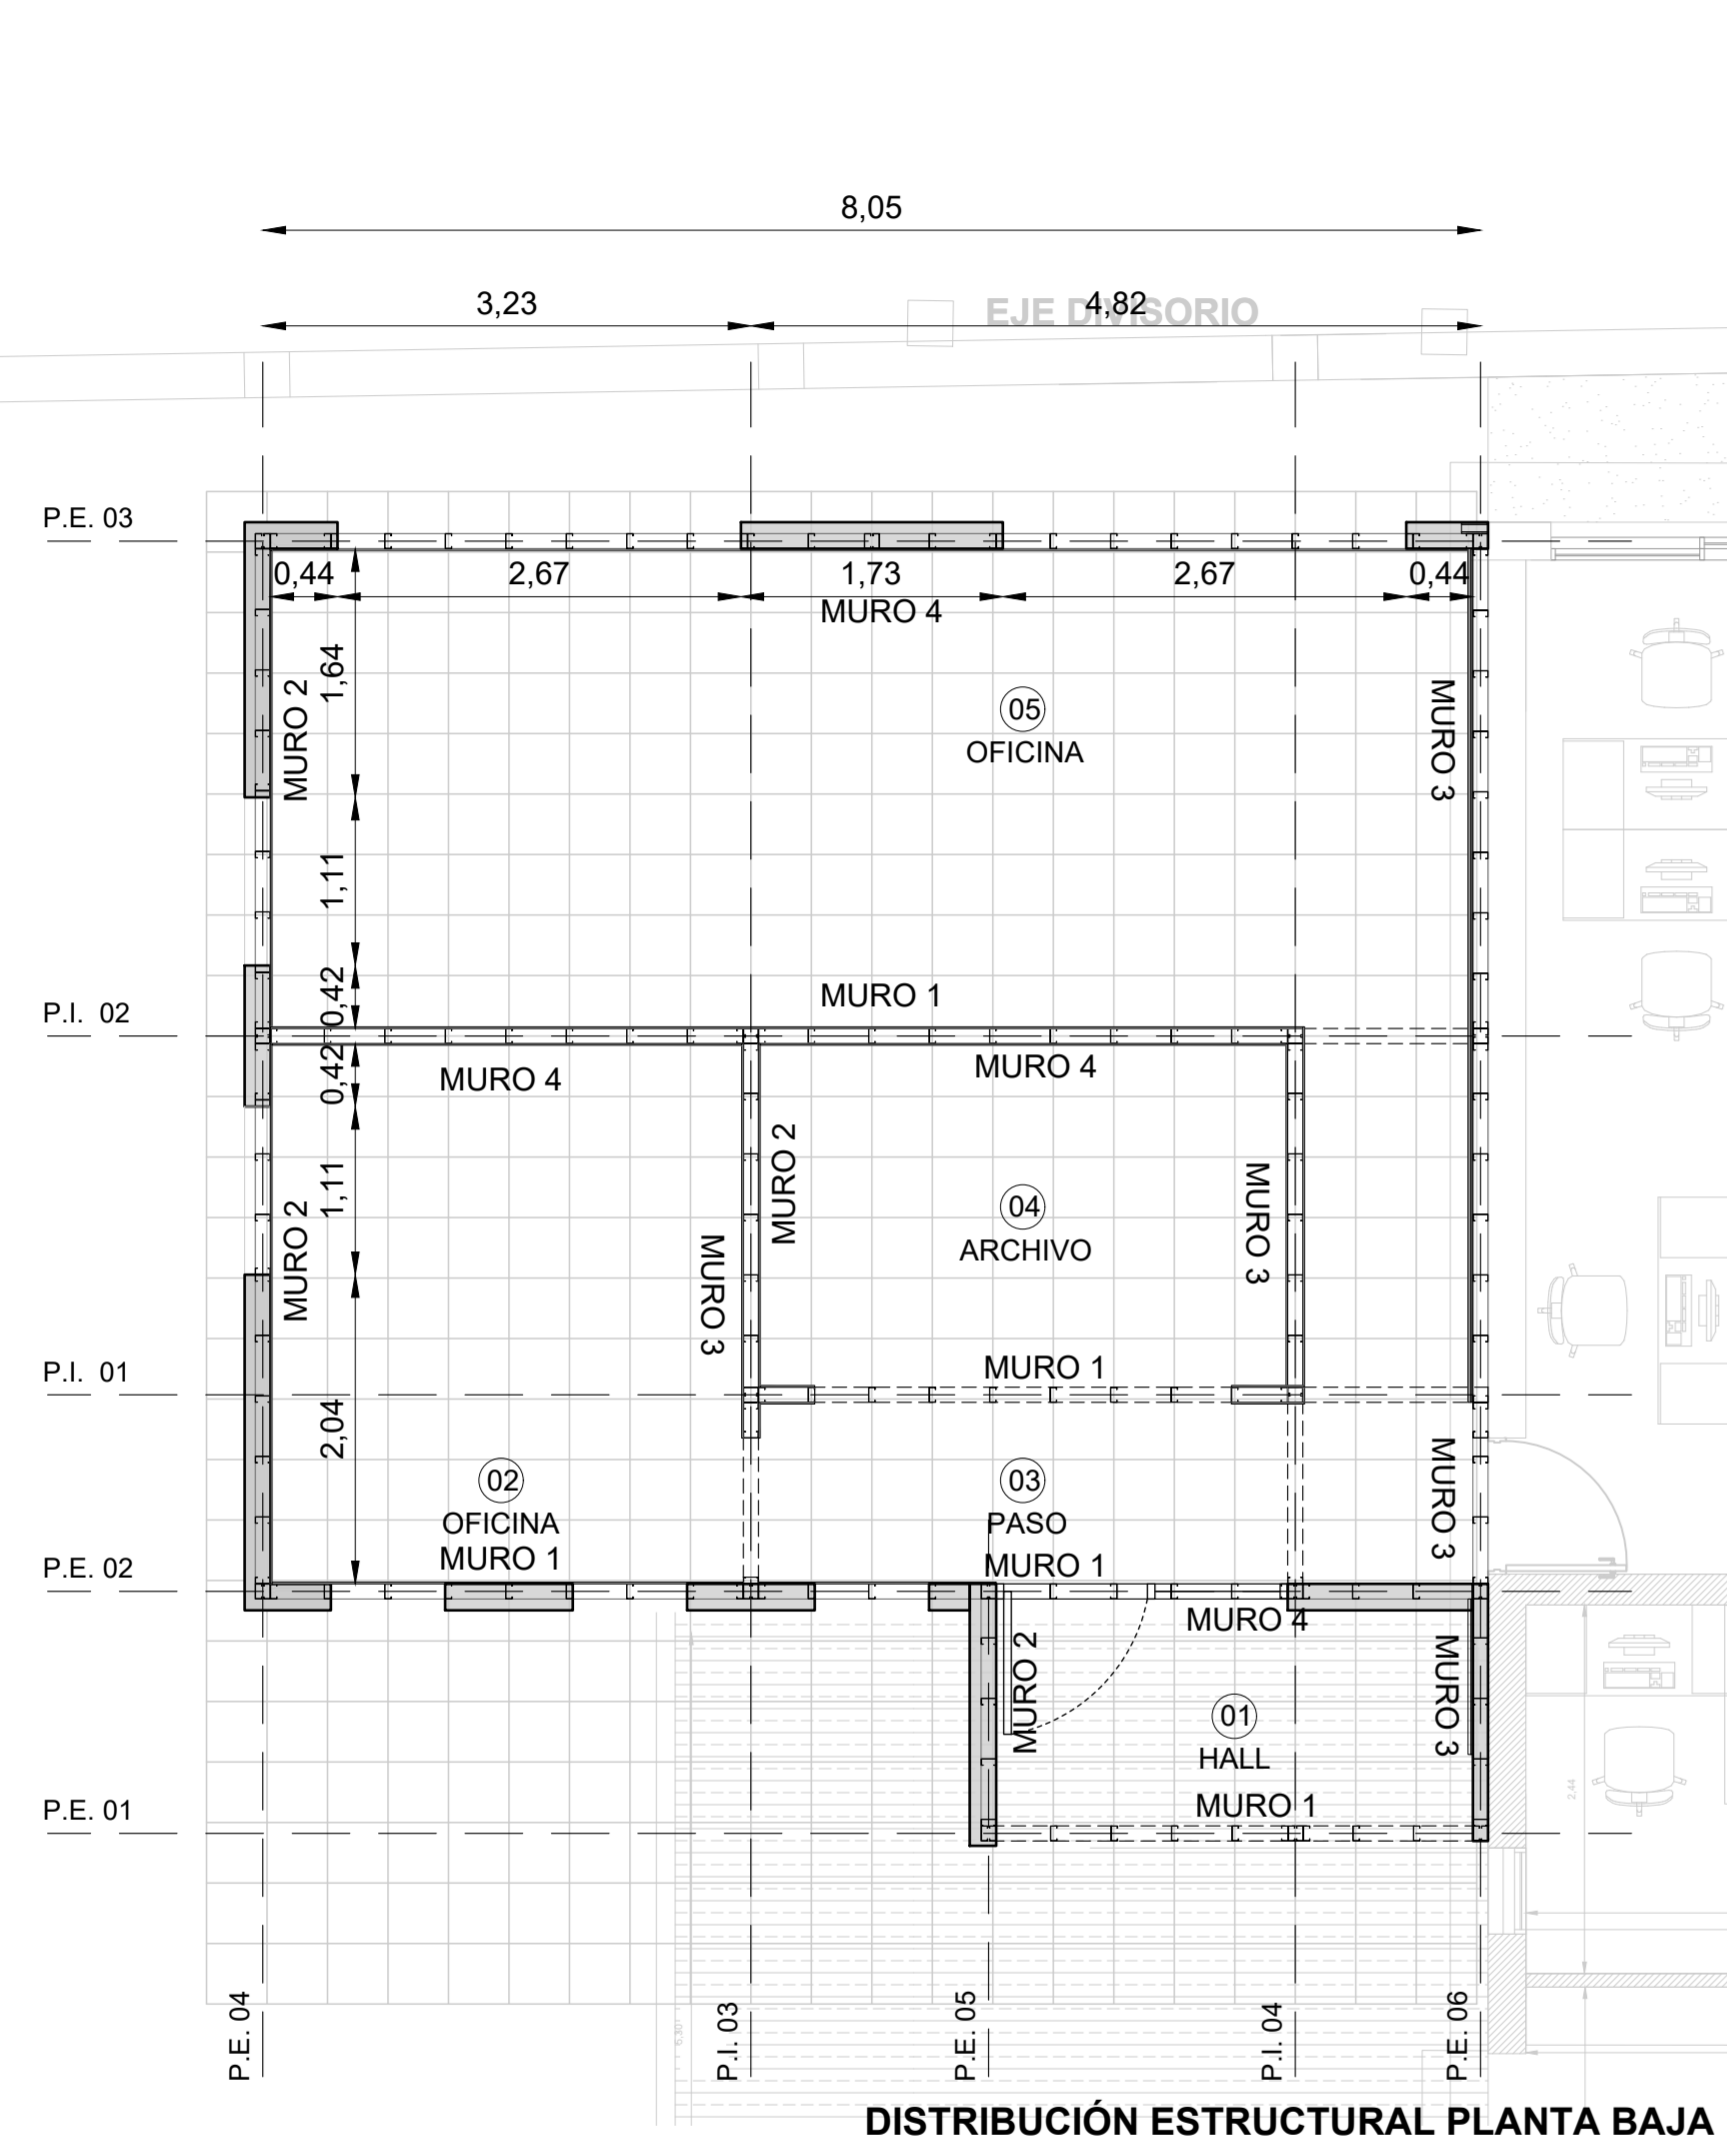 8,05
3,23
4,82
EJE DIVISORIO
P.E. 03
0,44
2,67
1,73
2,67
0,44
MURO 4
MURO 2
1,64
05
OFICINA
MURO 3
1,11
0,42
MURO 1
P.I. 02
0,42
MURO 4
MURO 4
MURO 2
1,11
MURO 2
04
ARCHIVO
MURO 3
MURO 3
MURO 1
P.I. 01
2,04
02
OFICINA
MURO 1
03
PASO
MURO 1
MURO 3
P.E. 02
MURO 4
MURO 2
01
HALL
MURO 3
MURO 1
2,44
P.E. 01
P.E. 04
P.I. 03
P.E. 05
P.I. 04
P.E. 06
DISTRIBUCIÓN ESTRUCTURAL PLANTA BAJA